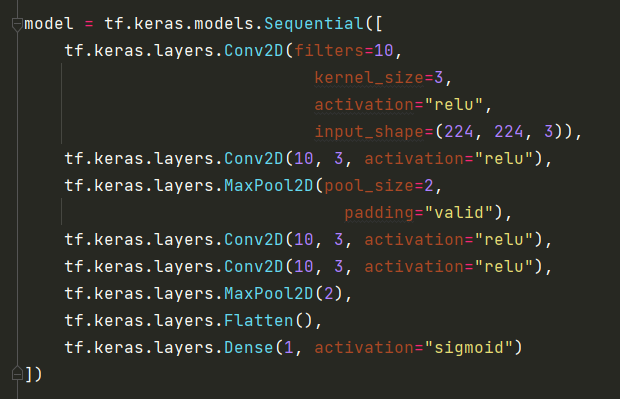 model = tf.keras.models.Sequential([
    tf.keras.layers.Conv2D(filters=10,
                           kernel_size=3,
                           activation="relu",
                           input_shape=(224, 224, 3)),
    tf.keras.layers.Conv2D(10, 3, activation="relu"),
    tf.keras.layers.MaxPool2D(pool_size=2,
                              padding="valid"),
    tf.keras.layers.Conv2D(10, 3, activation="relu"),
    tf.keras.layers.Conv2D(10, 3, activation="relu"),
    tf.keras.layers.MaxPool2D(2),
    tf.keras.layers.Flatten(),
    tf.keras.layers.Dense(1, activation="sigmoid")
])